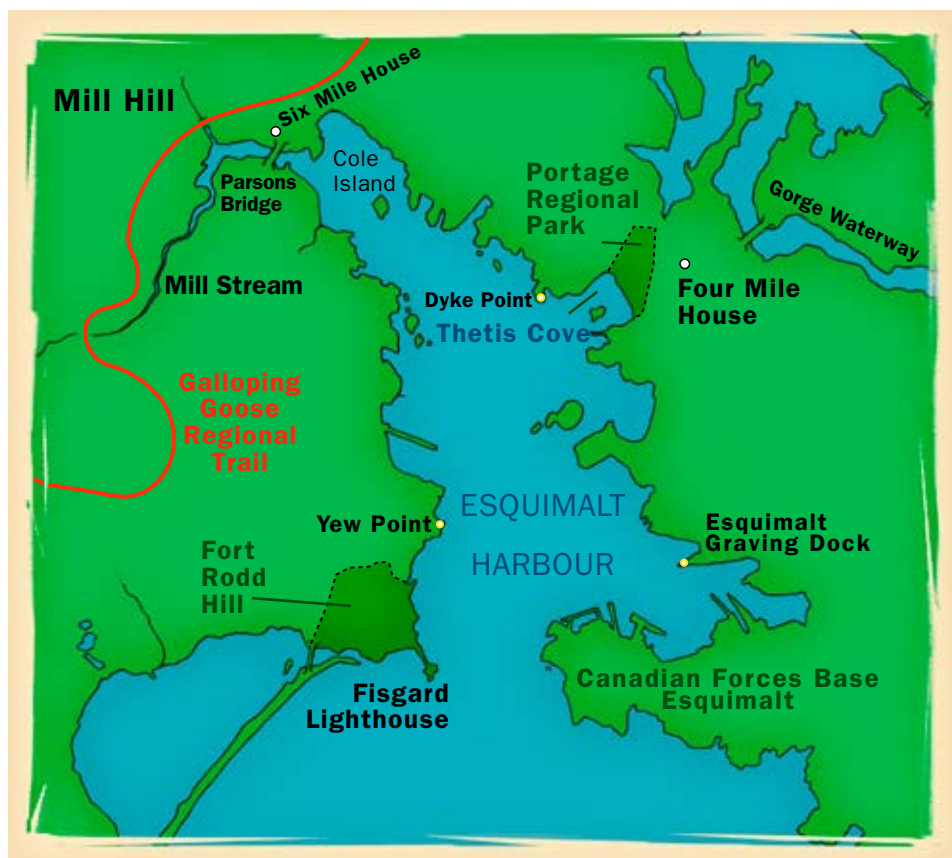 Mill Hill
Six Mile House
Cole
Island
Parsons
Bridge
Portage
Regional
Park
Gorge Waterway
Mill Stream
Four Mile
House
Dyke Point
Thetis Cove
Galloping
Goose
Regional
Trail
ESQUIMALT
HARBOUR
Yew Point
Esquimalt
Graving Dock
Fort
Rodd
Hill
Canadian Forces Base
Esquimalt
Fisgard
Lighthouse